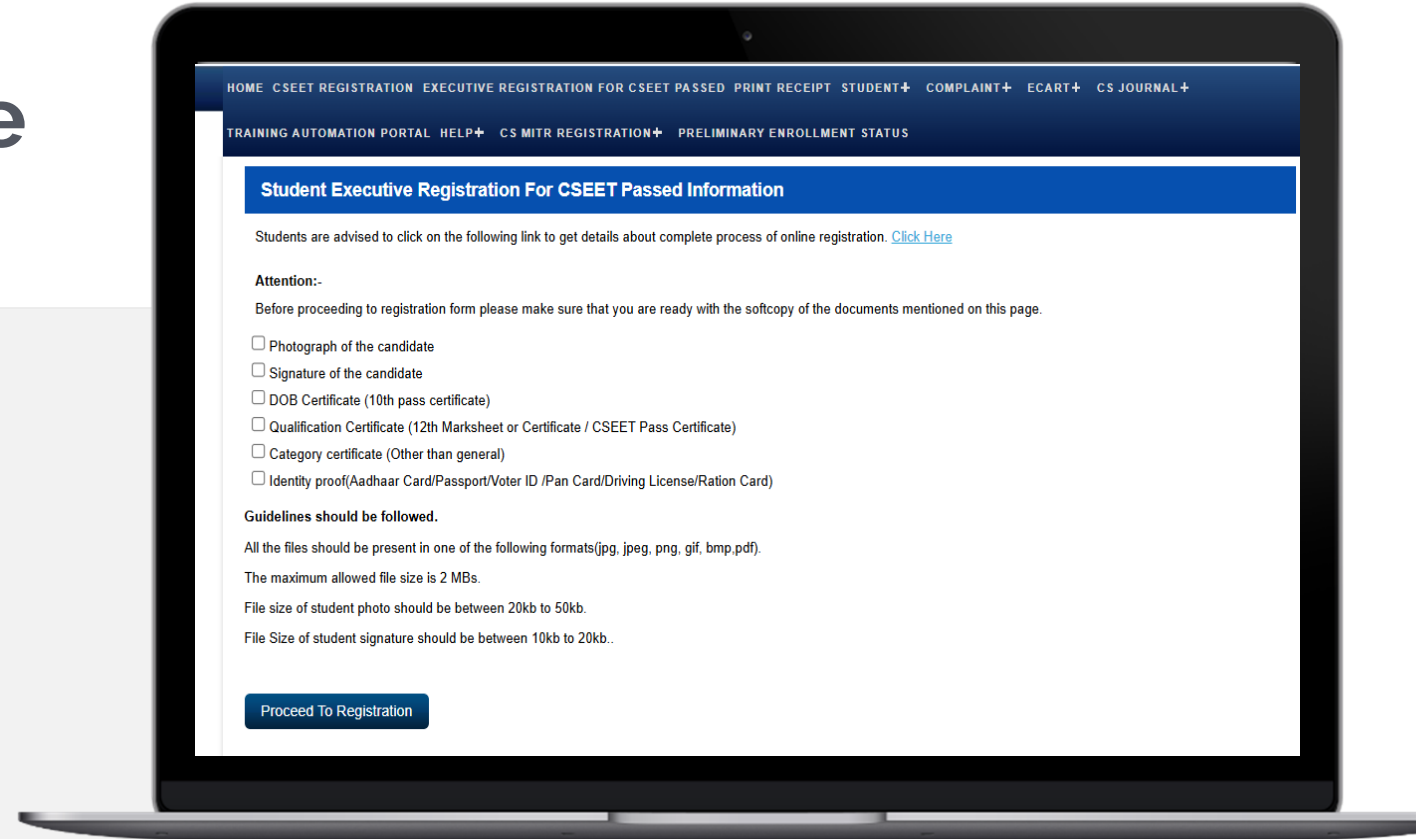 e
HOME CSEET REGISTRATION EXECUTIVE REGISTRATION FOR CSEET PASSED PRINT RECEIPT STUDENT+ COMPLAINT+ ECART+ CS JOURNAL+
TRAINING AUTOMATION PORTAL HELP+ CS MITR REGISTRATION+ PRELIMINARY ENROLLMENT STATUS
Student Executive Registration For CSEET Passed Information
Students are advised to click on the following link to get details about complete process of online registration. Click Here
Attention:-
Before proceeding to registration form please make sure that you are ready with the softcopy of the documents mentioned on this page.
Photograph of the candidate
Signature of the candidate
DOB Certificate (10th pass certificate)
Qualification Certificate (12th Marksheet or Certificate / CSEET Pass Certificate)
Category certificate (Other than general)
Identity proof(Aadhaar Card/Passport/Voter ID /Pan Card/Driving License/Ration Card)
Guidelines should be followed.
All the files should be present in one of the following formats(jpg, jpeg, png, gif, bmp,pdf).
The maximum allowed file size is 2 MBs.
File size of student photo should be between 20kb to 50kb.
File Size of student signature should be between 10kb to 20kb..
Proceed To Registration